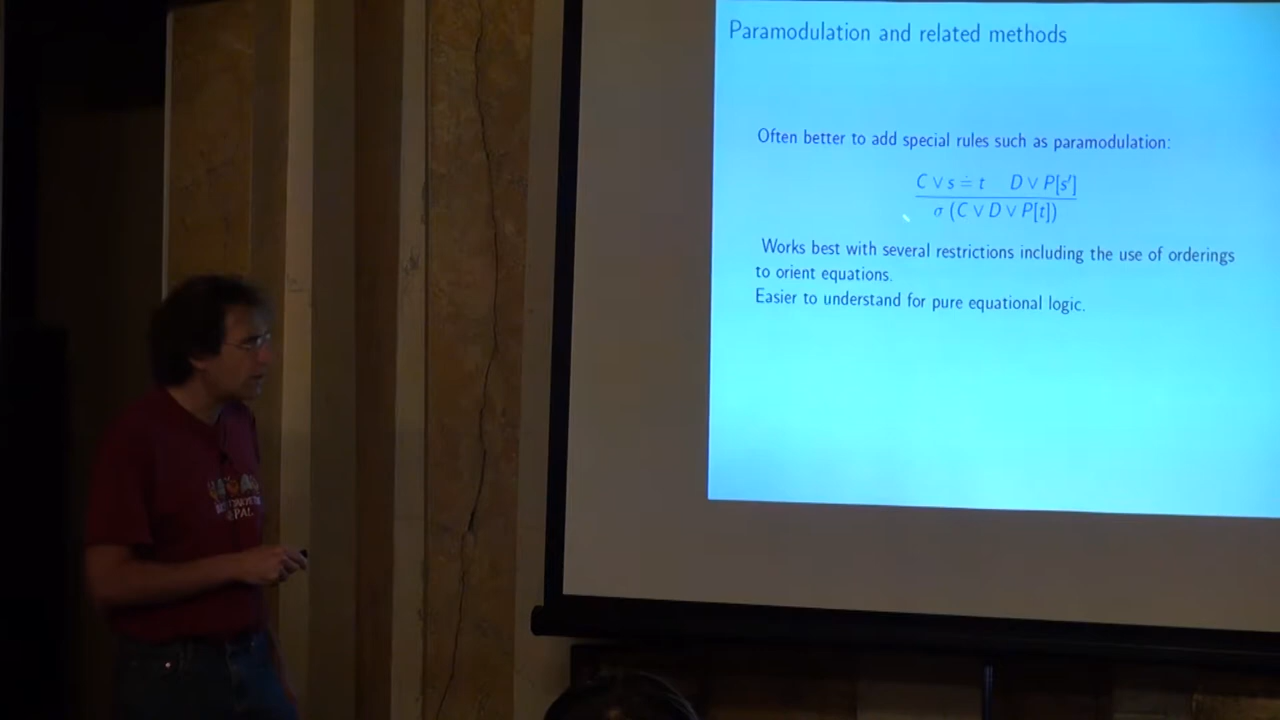 Paramodulation and related methods
Often better to add special rules such as paramodulation:
C ∨ s ≐ t D ∨ P[s′]
σ (C ∨ D ∨ P[t])
Works best with several restrictions including the use of orderings
to orient equations.
Easier to understand for pure equational logic.